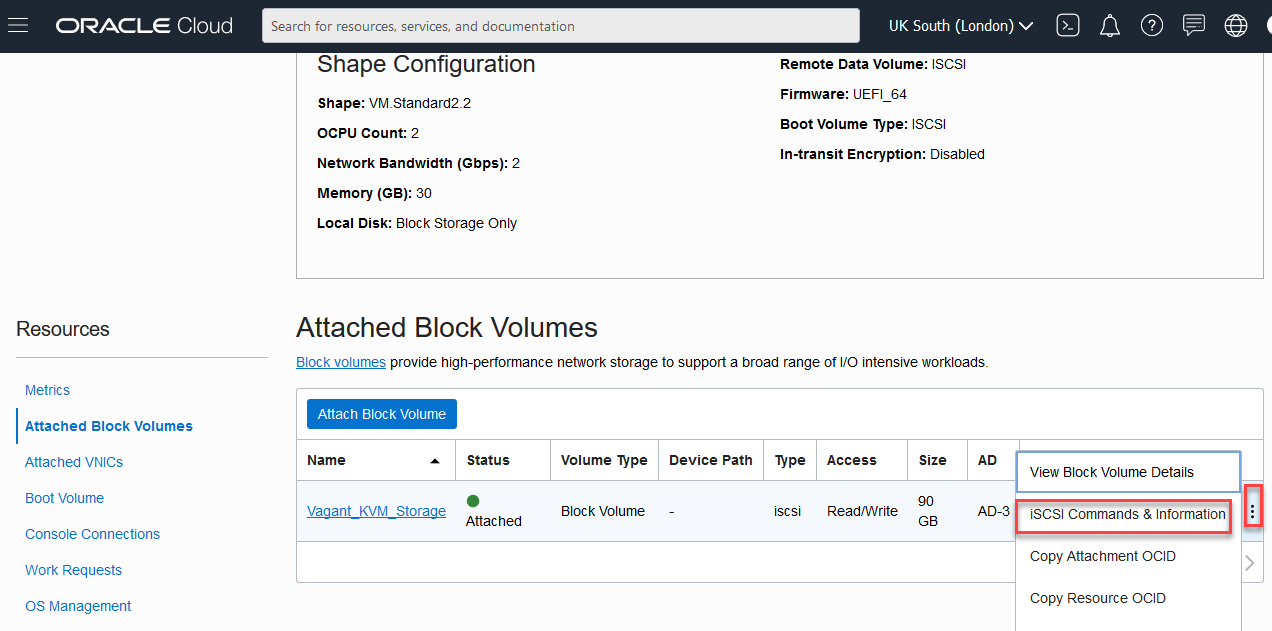 ORACLE Cloud
Search for resources, services, and documentation
UK South (London)
Shape Configuration
Shape: VM.Standard2.2
OCPU Count: 2
Network Bandwidth (Gbps): 2
Memory (GB): 30
Local Disk: Block Storage Only
Remote Data Volume: ISCSI
Firmware: UEFI_64
Boot Volume Type: ISCSI
In-transit Encryption: Disabled
Resources
Metrics
Attached Block Volumes
Attached VNICs
Boot Volume
Console Connections
Work Requests
OS Management
Attached Block Volumes
Block volumes provide high-performance network storage to support a broad range of I/O intensive workloads.
Attach Block Volume
Name Status Volume Type Device Path Type Access Size AD
Vagant_KVM_Storage Attached Block Volume - iscsi Read/Write 90 GB AD-3
View Block Volume Details
iSCSI Commands & Information
Copy Attachment OCID
Copy Resource OCID